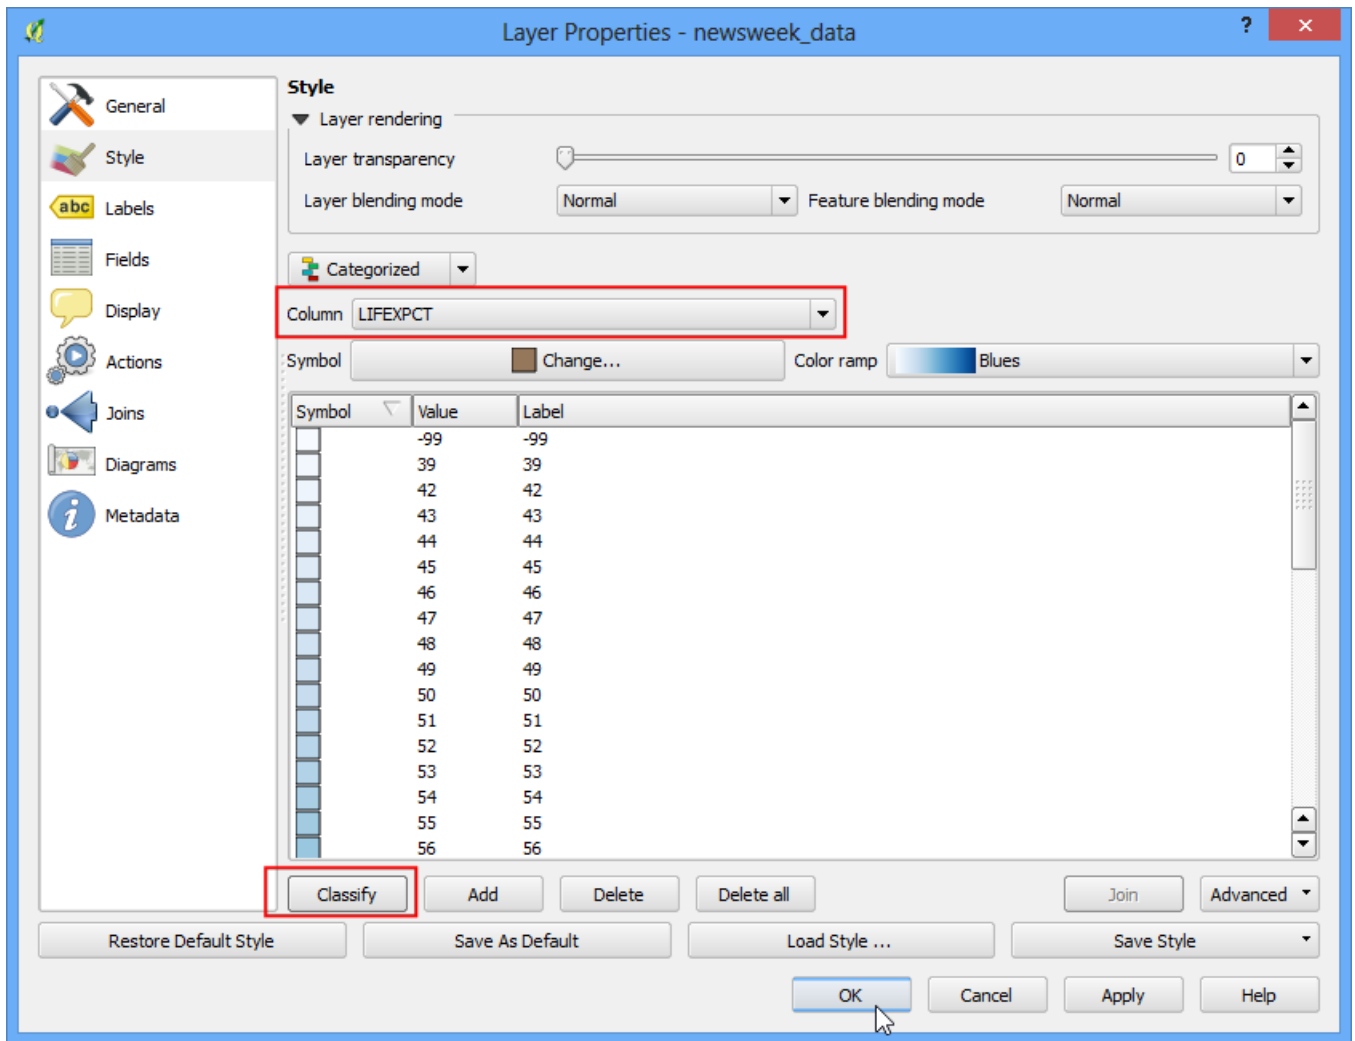 Layer Properties - newsweek_data
?
General
Style
abc Labels
Fields
Display
Actions
Joins
Diagrams
i Metadata
Style
Layer rendering
Layer transparency 0
Layer blending mode Normal Feature blending mode Normal
Categorized
Column LIFEXPCT
Symbol Change... Color ramp Blues
Symbol Value Label
-99 -99
39 39
42 42
43 43
44 44
45 45
46 46
47 47
48 48
49 49
50 50
51 51
52 52
53 53
54 54
55 55
56 56
Classify Add Delete Delete all Join Advanced
Restore Default Style Save As Default Load Style ... Save Style
OK Cancel Apply Help